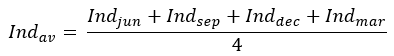 Ind_av = (Ind_jun + Ind_sep + Ind_dec + Ind_mar) / 4